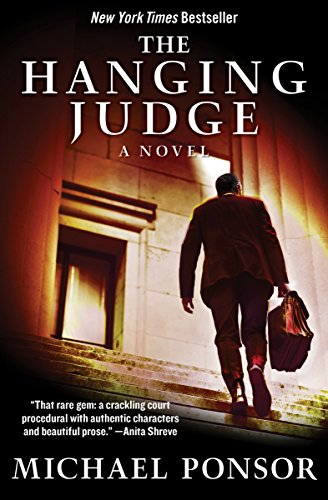 New York Times Bestseller
THE
HANGING
JUDGE
A NOVEL
"That rare gem: a crackling court
procedural with authentic characters
and beautiful prose." —Anita Shreve
MICHAEL PONSOR